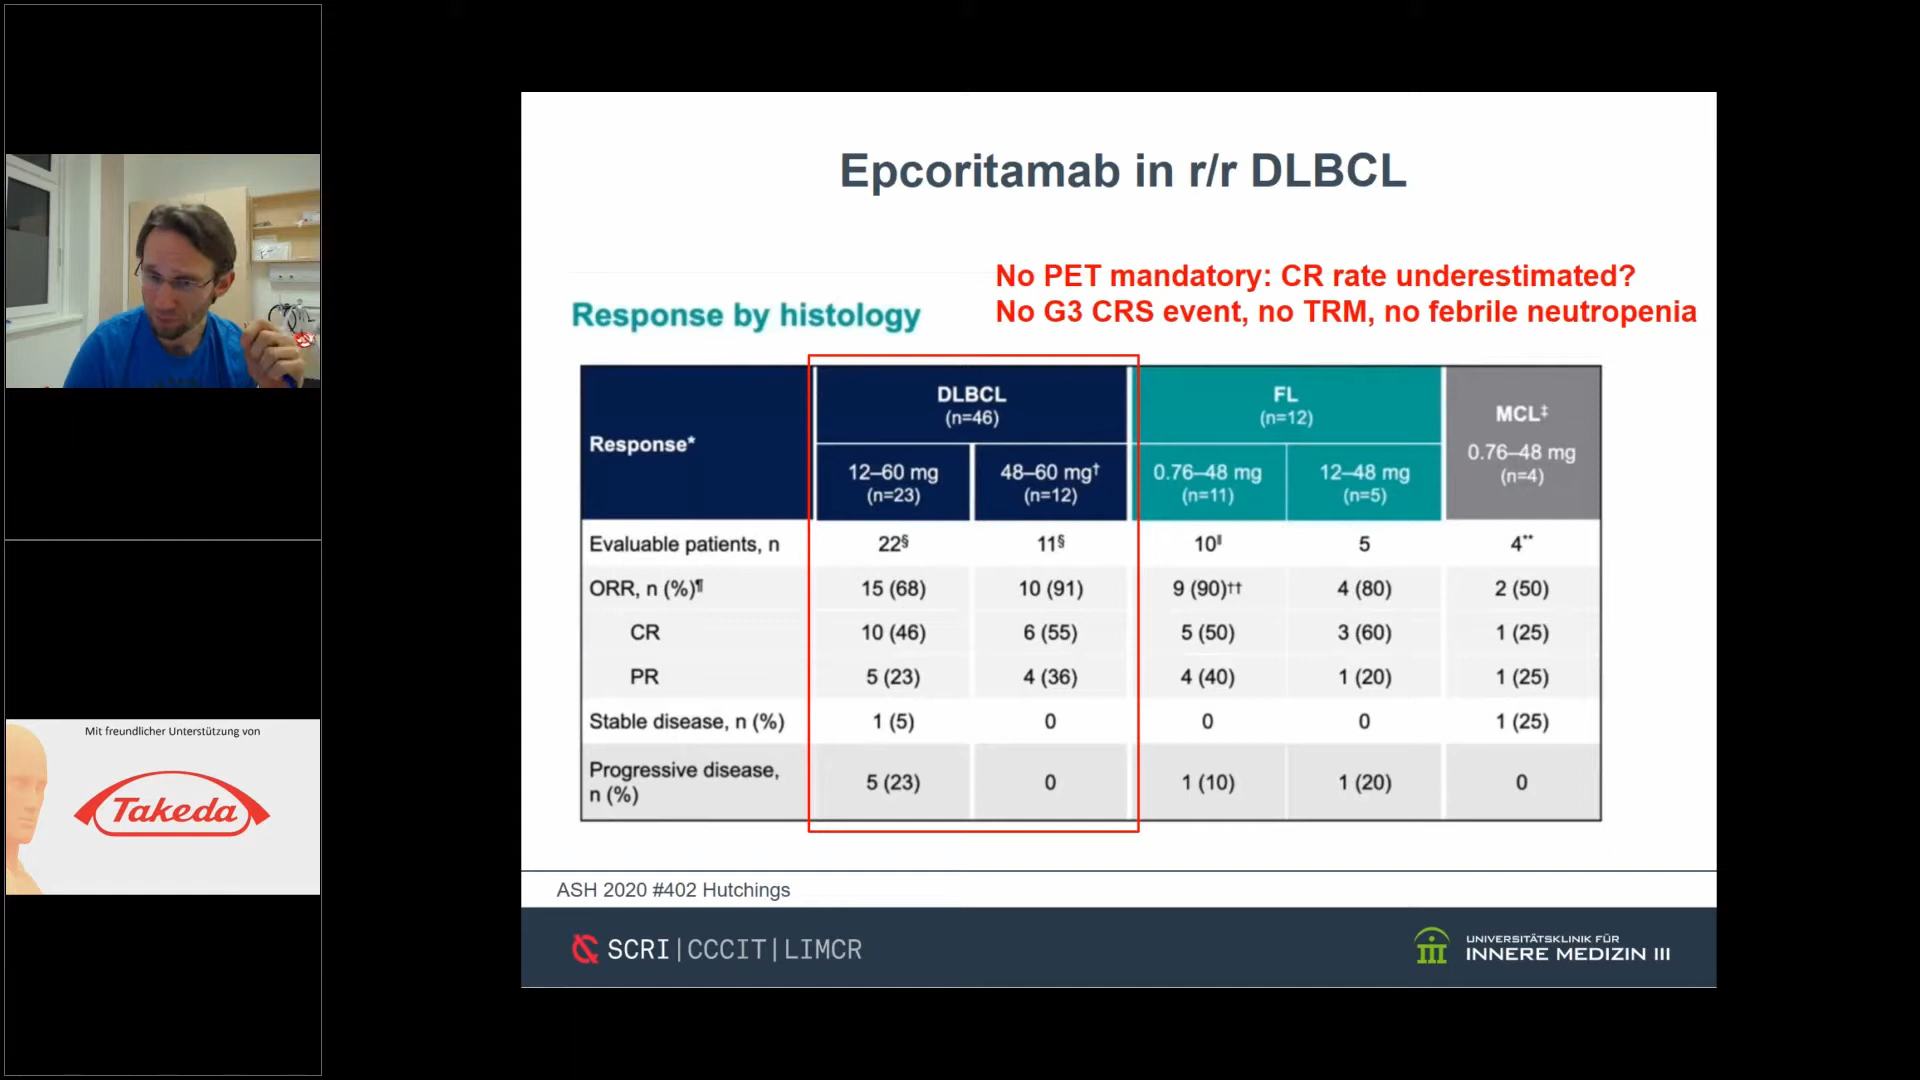 Epcoritamab in r/r DLBCL
No PET mandatory: CR rate underestimated?
No G3 CRS event, no TRM, no febrile neutropenia
Response by histology
Response*
DLBCL
(n=46)
FL
(n=12)
MCL‡
0.76–48 mg
(n=4)
12–60 mg
(n=23)
48–60 mg†
(n=12)
0.76–48 mg
(n=11)
12–48 mg
(n=5)
Evaluable patients, n 22§ 11§ 10‖ 5 4**
ORR, n (%)¶ 15 (68) 10 (91) 9 (90)†† 4 (80) 2 (50)
CR 10 (46) 6 (55) 5 (50) 3 (60) 1 (25)
PR 5 (23) 4 (36) 4 (40) 1 (20) 1 (25)
Stable disease, n (%) 1 (5) 0 0 0 1 (25)
Progressive disease,
n (%) 5 (23) 0 1 (10) 1 (20) 0
ASH 2020 #402 Hutchings
SCRI|CCCIT|LIMCR
UNIVERSITÄTSKLINIK FÜR
INNERE MEDIZIN III
Mit freundlicher Unterstützung von
Takeda